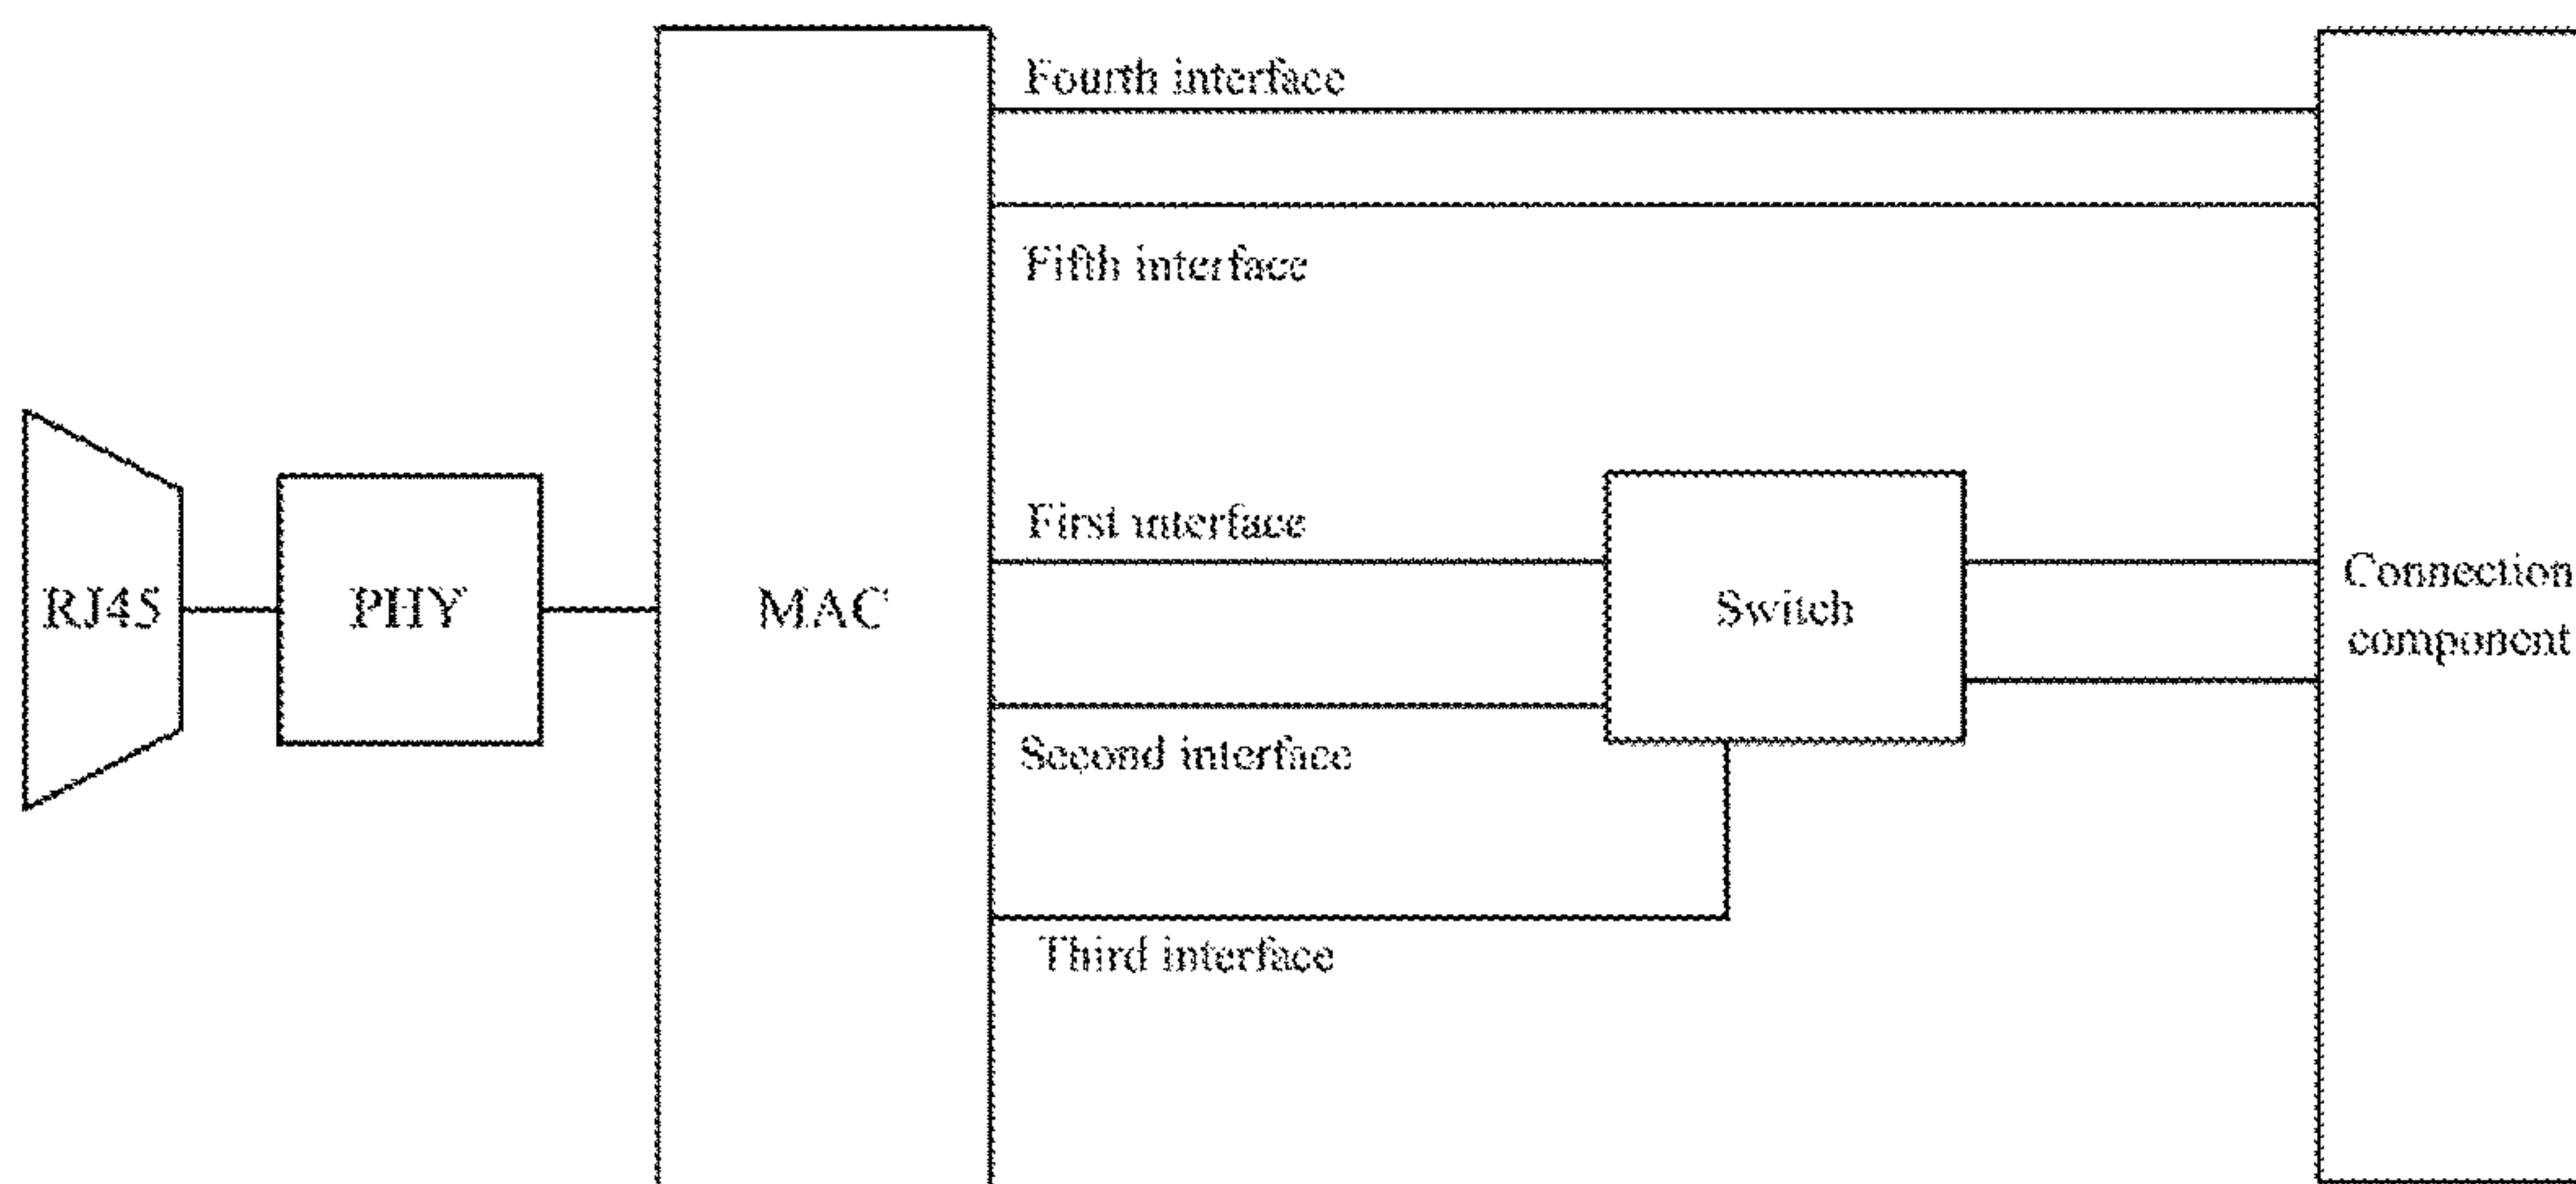 Fourth interface
Fifth interface
First interface
RJ45
PHY
MAC
Switch
Connection
component
Second interface
Third interface